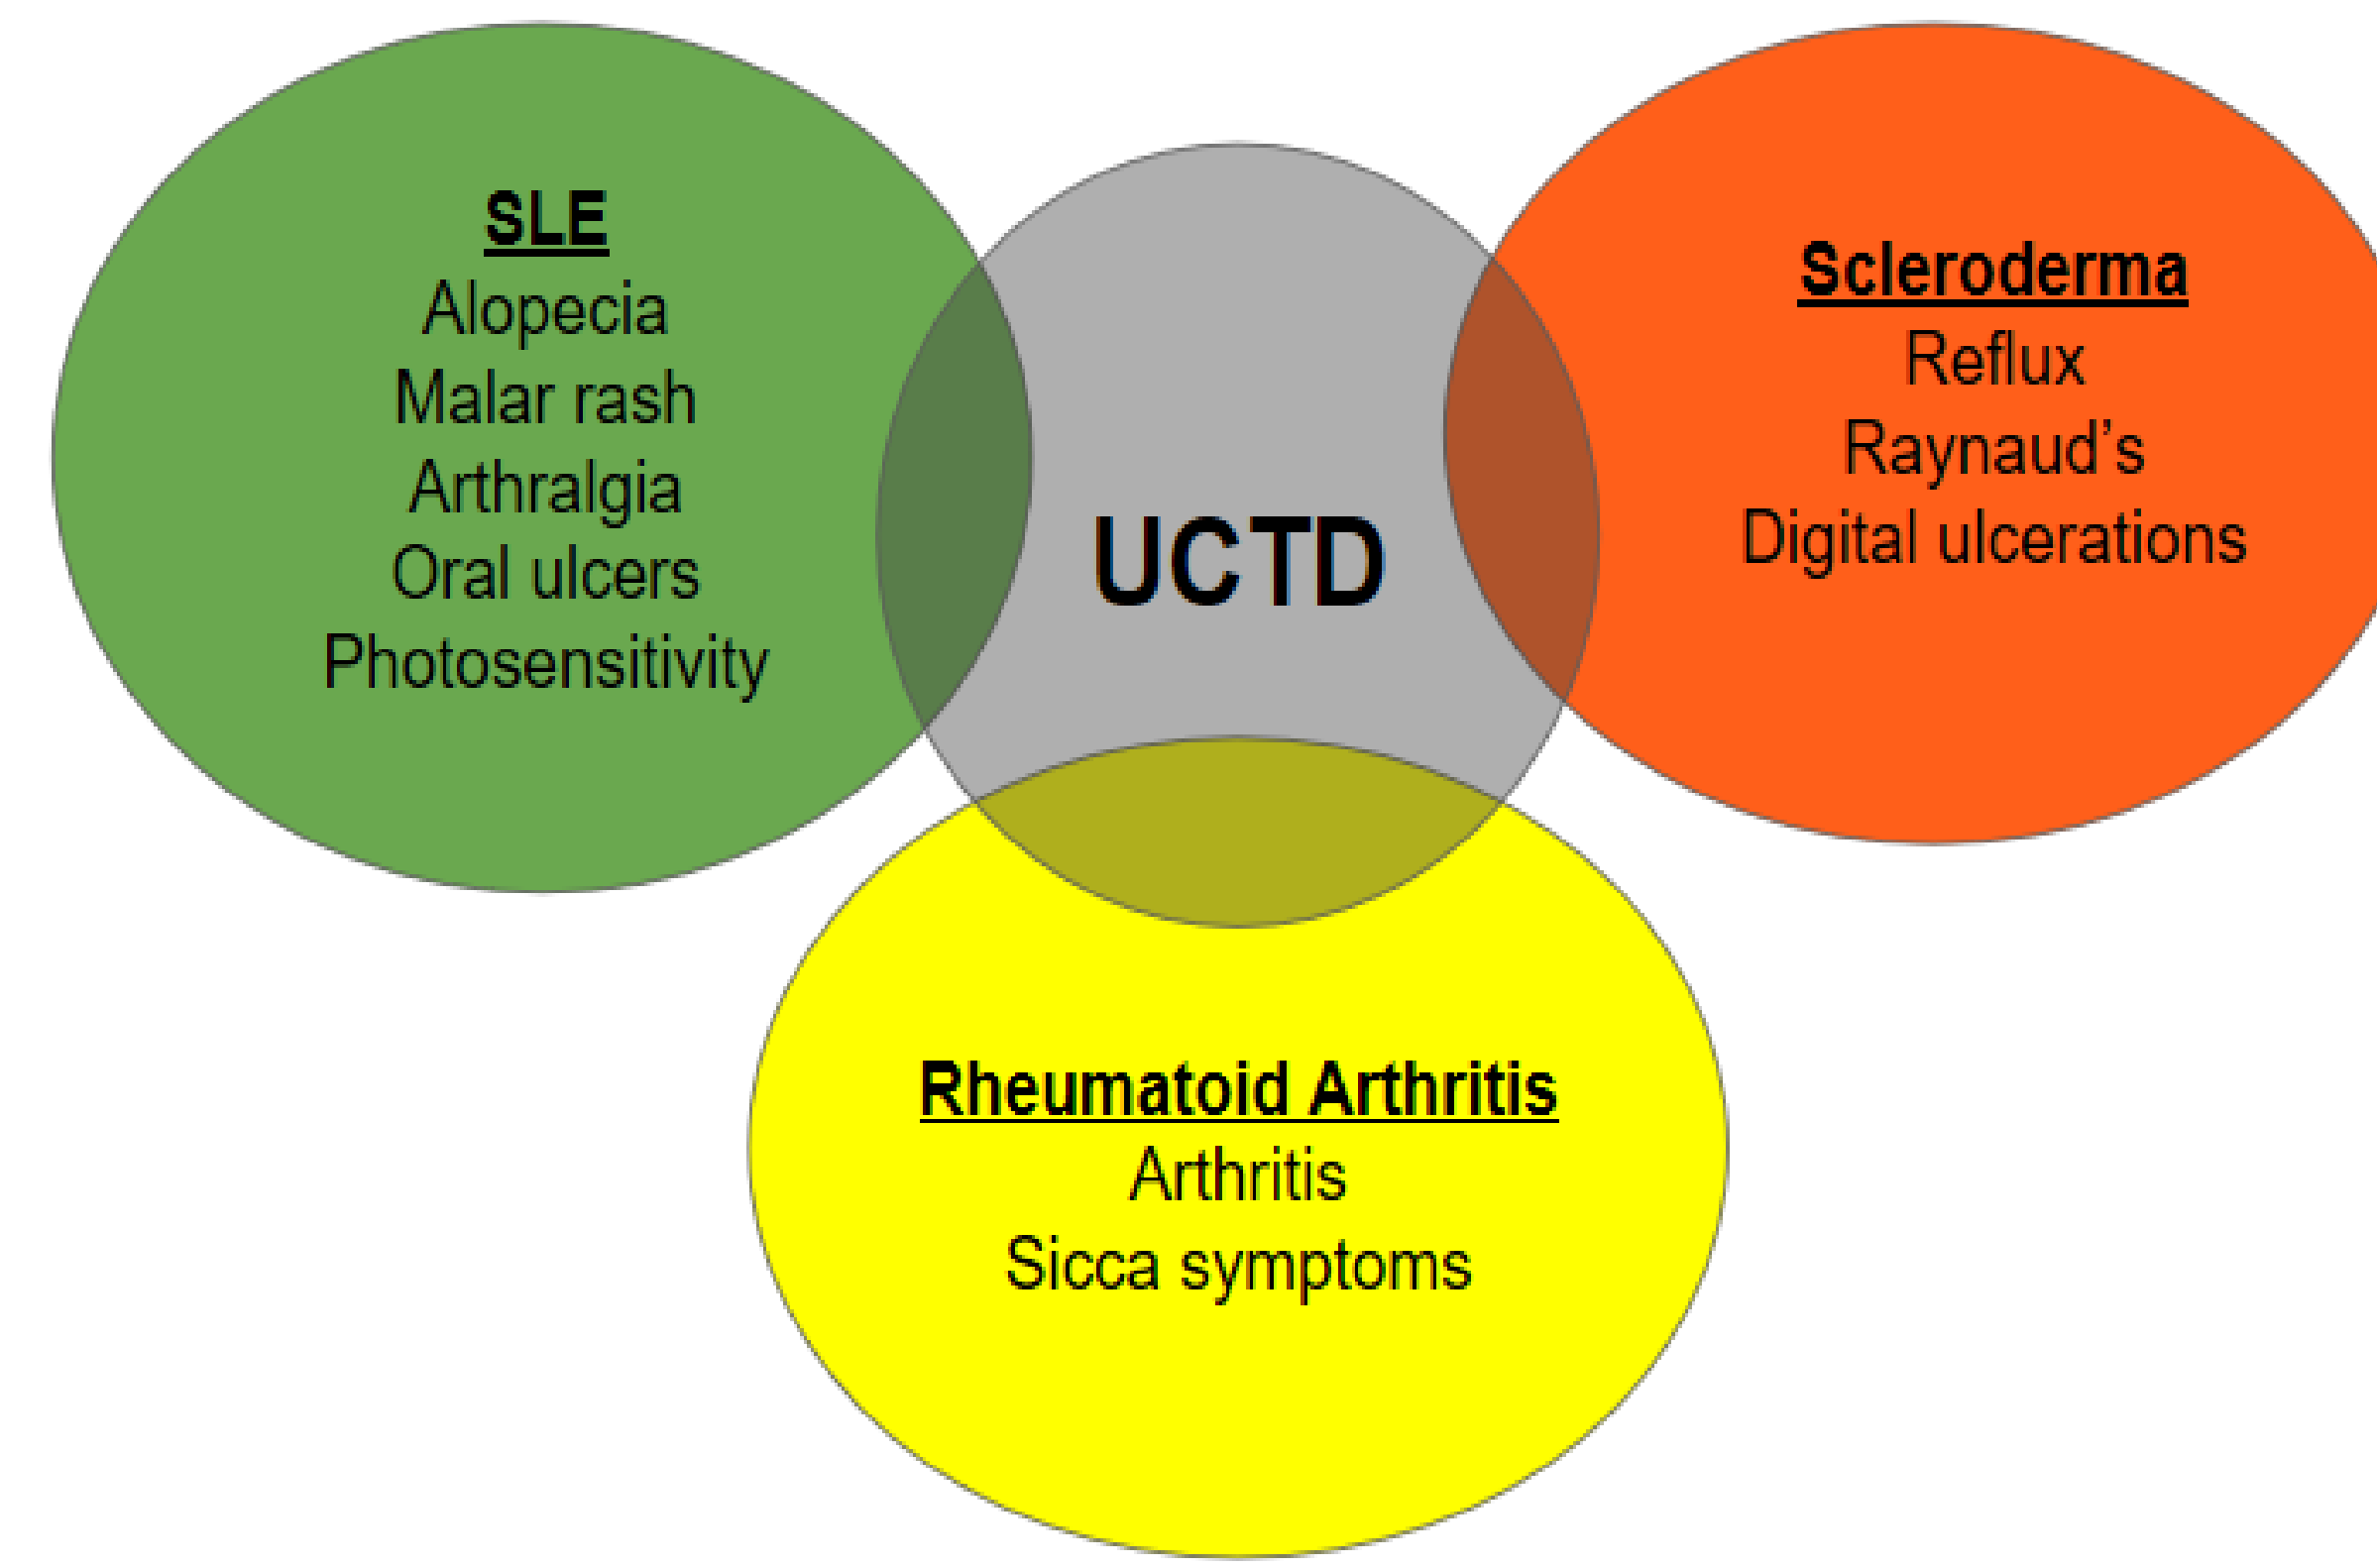 SLE
Alopecia
Malar rash
Arthralgia
Oral ulcers
Photosensitivity
UCTD
Scleroderma
Reflux
Raynaud’s
Digital ulcerations
Rheumatoid Arthritis
Arthritis
Sicca symptoms